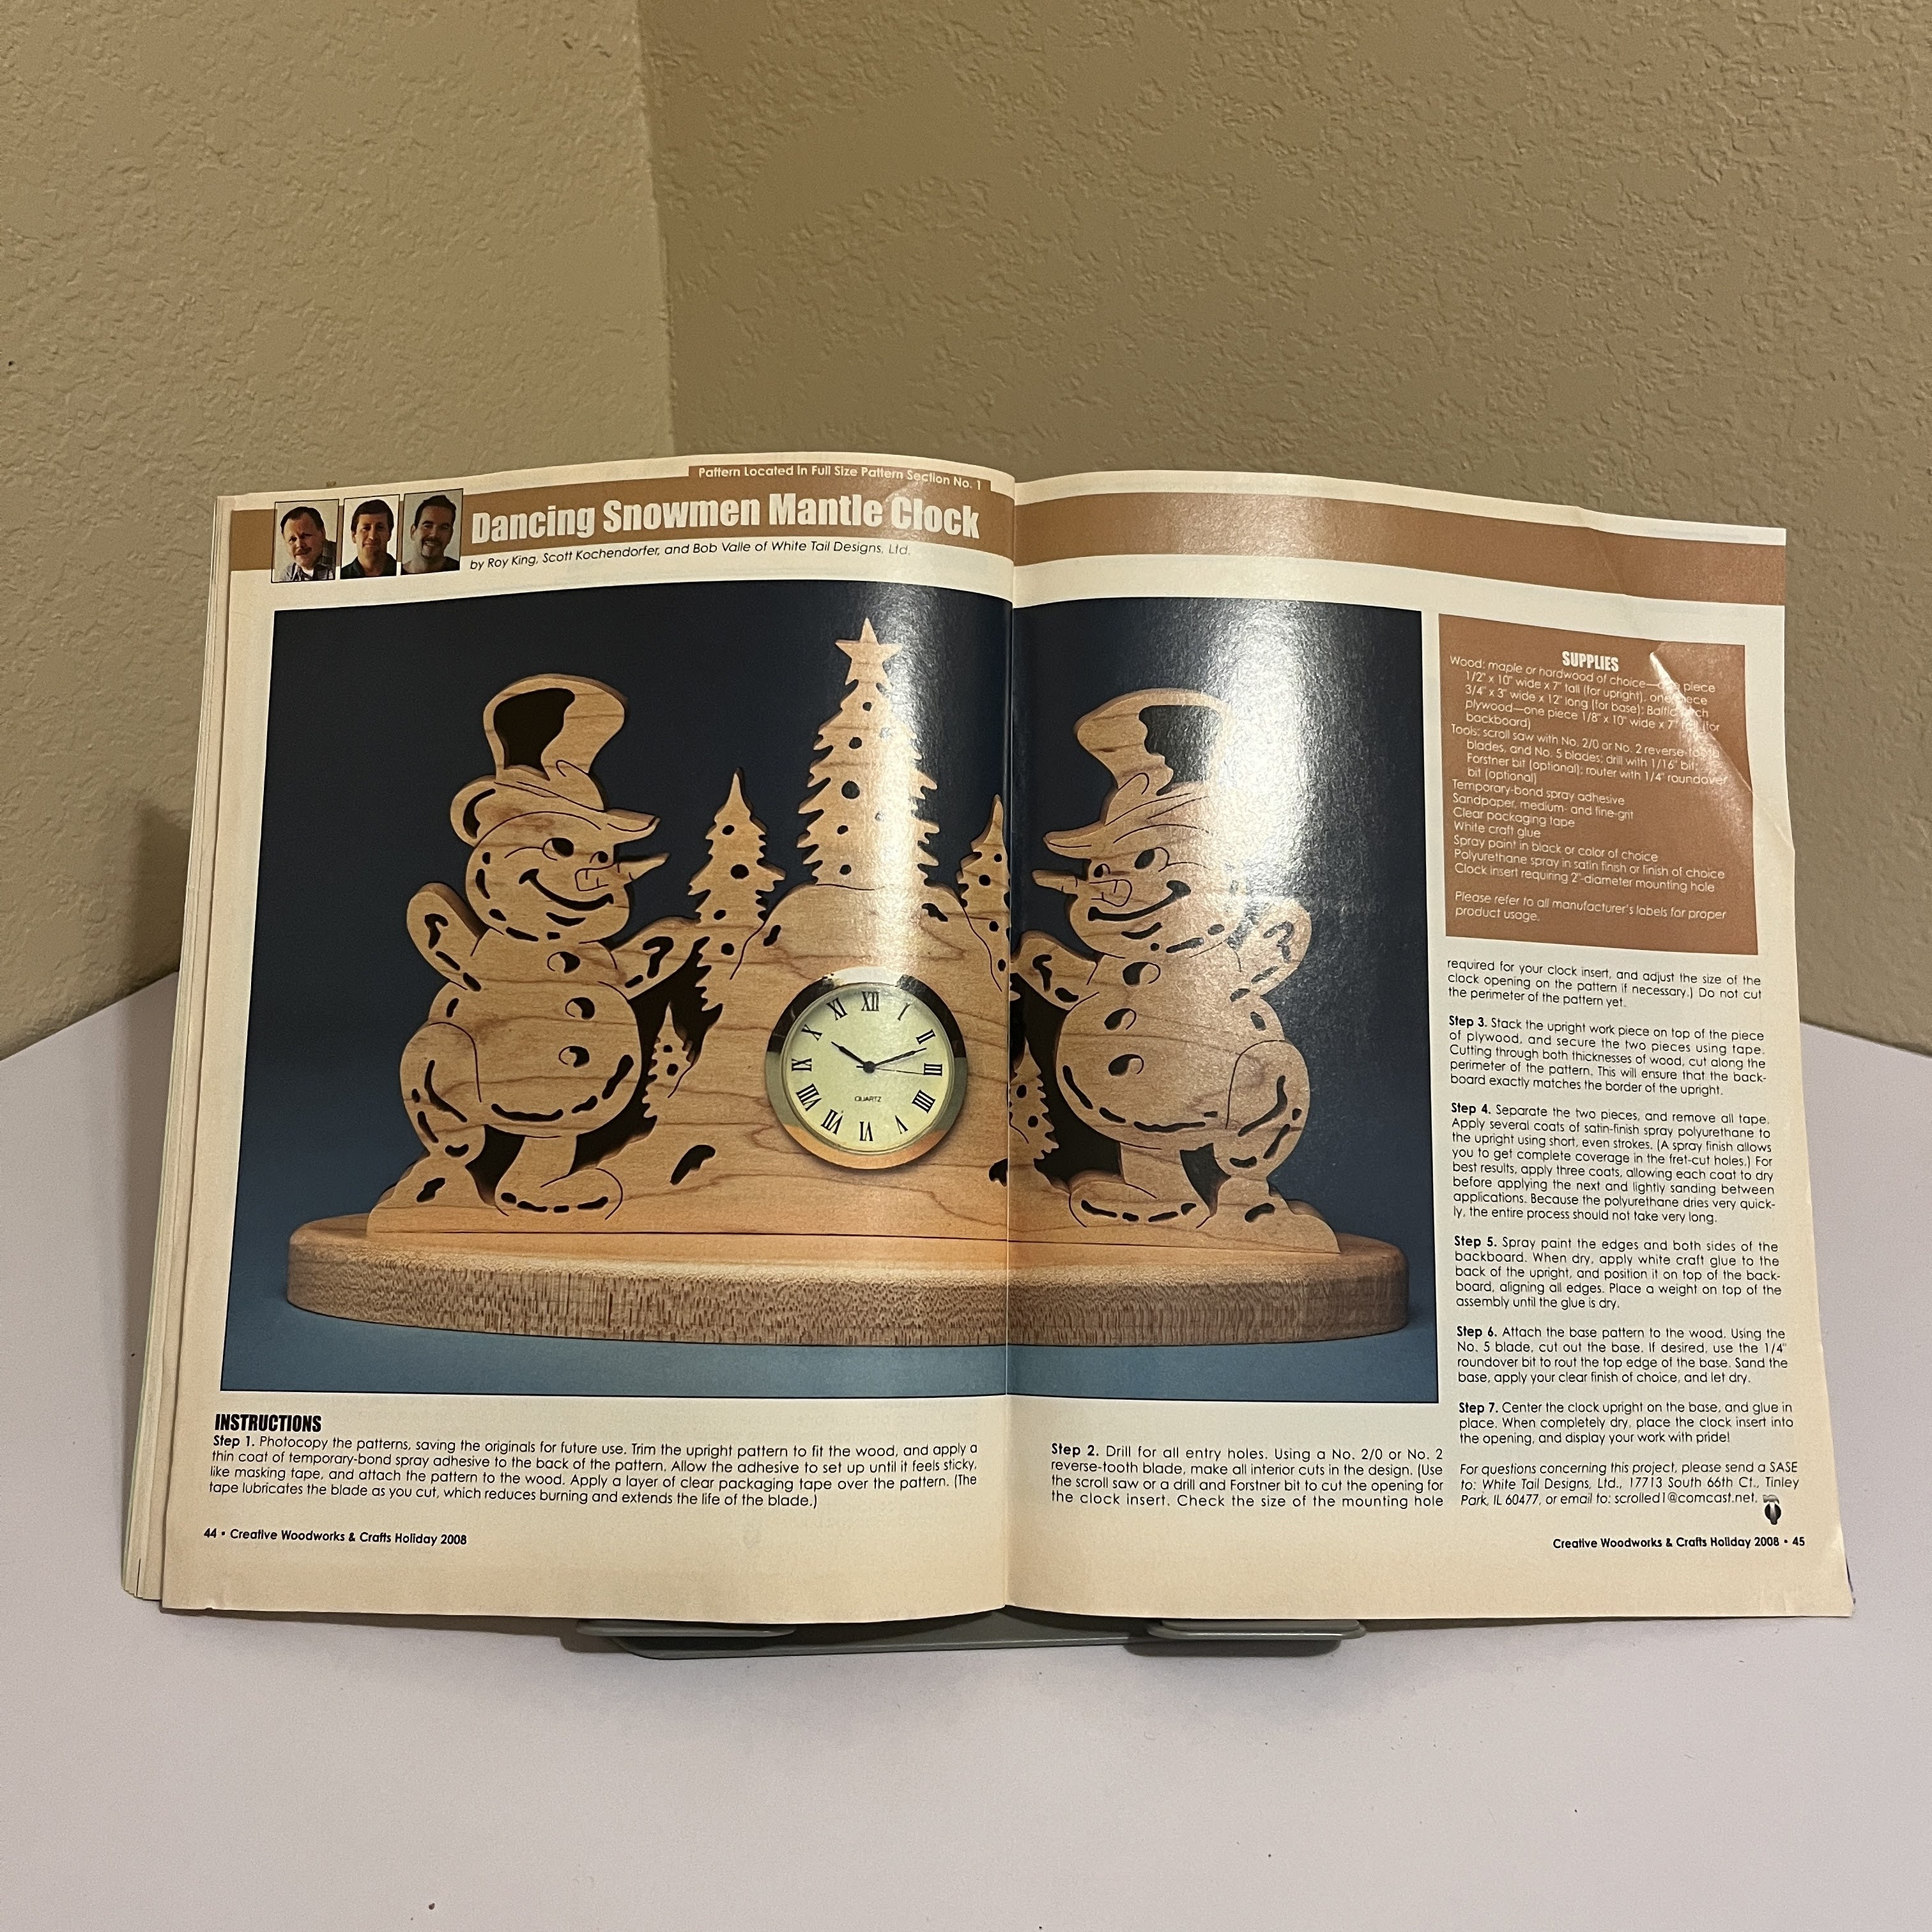 Pattern Located In Full Size Pattern Section No. 1
Dancing Snowmen Mantle Clock
by Roy King, Scott Kochendorfer, and Bob Valle of White Tail Designs, Ltd.
XII
I
II
III
IIII
V
VI
VII
VIII
IX
X
XI
QUARTZ
INSTRUCTIONS
Step 1. Photocopy the patterns, saving the originals for future use. Trim the upright pattern to fit the wood, and apply a
thin coat of temporary-bond spray adhesive to the back of the pattern. Allow the adhesive to set up until it feels sticky,
like masking tape, and attach the pattern to the wood. Apply a layer of clear packaging tape over the pattern. (The
tape lubricates the blade as you cut, which reduces burning and extends the life of the blade.)
44 • Creative Woodworks & Crafts Holiday 2008
Step 2. Drill for all entry holes. Using a No. 2/0 or No. 2
reverse-tooth blade, make all interior cuts in the design. (Use
the scroll saw or a drill and Forstner bit to cut the opening for
the clock insert. Check the size of the mounting hole
SUPPLIES
Wood: maple or hardwood of choice— piece
1/2" x 10" wide x 7" tall (for upright), one piece
3/4" x 3" wide x 12" long (for base); Baltic birch
plywood—one piece 1/8" x 10" wide x 7" (for
backboard)
Tools: scroll saw with No. 2/0 or No. 2 reverse-tooth
blades, and No. 5 blades; drill with 1/16" bit;
Forstner bit (optional); router with 1/4" roundover
bit (optional)
Temporary-bond spray adhesive
Sandpaper, medium- and fine-grit
Clear packaging tape
White craft glue
Spray paint in black or color of choice
Polyurethane spray in satin finish or finish of choice
Clock insert requiring 2"-diameter mounting hole
Please refer to all manufacturer's labels for proper
product usage.
required for your clock insert, and adjust the size of the
clock opening on the pattern if necessary.) Do not cut
the perimeter of the pattern yet.
Step 3. Stack the upright work piece on top of the piece
of plywood, and secure the two pieces using tape.
Cutting through both thicknesses of wood, cut along the
perimeter of the pattern. This will ensure that the back-
board exactly matches the border of the upright.
Step 4. Separate the two pieces, and remove all tape.
Apply several coats of satin-finish spray polyurethane to
the upright using short, even strokes. (A spray finish allows
you to get complete coverage in the fret-cut holes.) For
best results, apply three coats, allowing each coat to dry
before applying the next and lightly sanding between
applications. Because the polyurethane dries very quick-
ly, the entire process should not take very long.
Step 5. Spray paint the edges and both sides of the
backboard. When dry, apply white craft glue to the
back of the upright, and position it on top of the back-
board, aligning all edges. Place a weight on top of the
assembly until the glue is dry.
Step 6. Attach the base pattern to the wood. Using the
No. 5 blade, cut out the base. If desired, use the 1/4"
roundover bit to rout the top edge of the base. Sand the
base, apply your clear finish of choice, and let dry.
Step 7. Center the clock upright on the base, and glue in
place. When completely dry, place the clock insert into
the opening, and display your work with pride!
For questions concerning this project, please send a SASE
to: White Tail Designs, Ltd., 17713 South 66th Ct., Tinley
Park, IL 60477, or email to: scrolled1@comcast.net.
Creative Woodworks & Crafts Holiday 2008 • 45